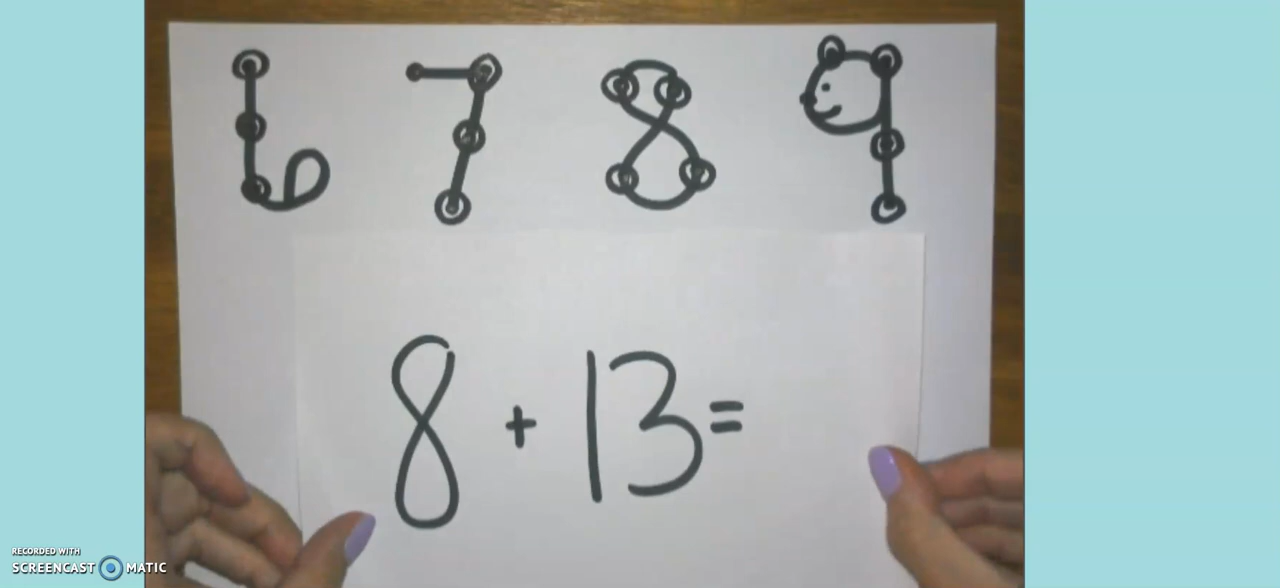 6 7 8 9
8 + 13 =
RECORDED WITH
SCREENCAST MATIC